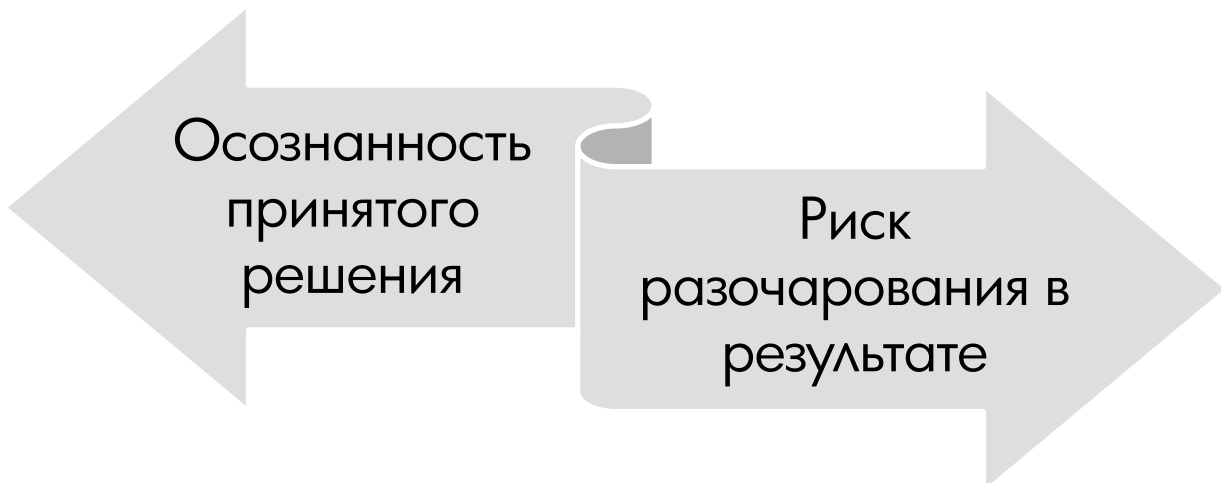 Осознанность
принятого
решения
Риск
разочарования в
результате